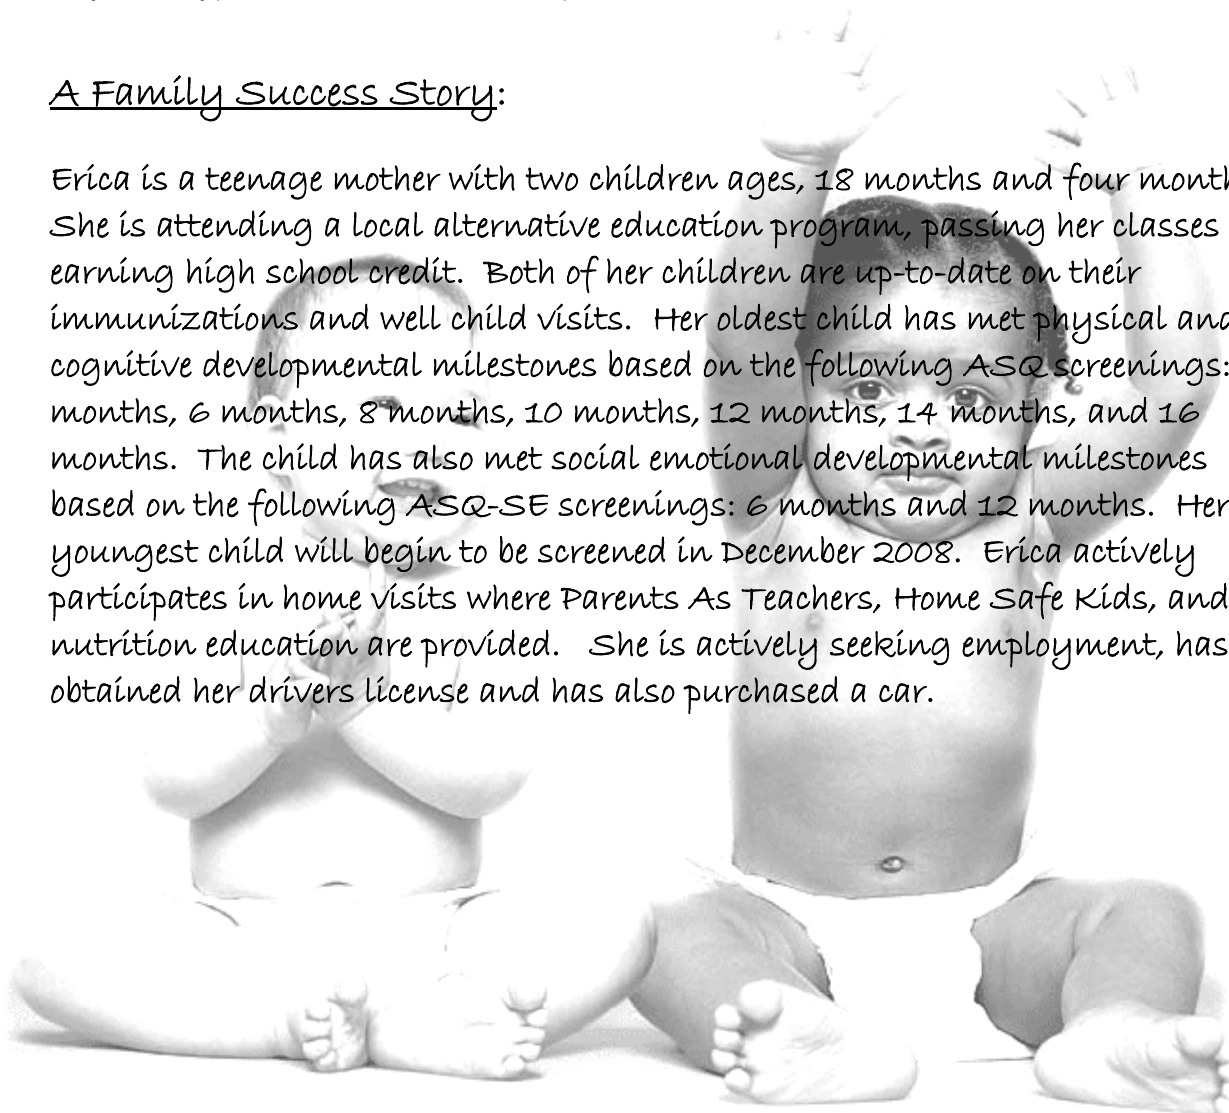 A Family Success Story:
Erica is a teenage mother with two children ages, 18 months and four
She is attending a local alternative education program, passing her classes
earning high school credit. Both of her children are up-to-date on their
immunizations and well child visits. Her oldest child has met physical and
cognitive developmental milestones based on the following ASQ screenings:
months, 6 months, 8 months, 10 months, 12 months, 14 months, and 16
months. The child has also met social emotional developmental milestones
based on the following ASQ-SE screenings: 6 months and 12 months. Her
youngest child will begin to be screened in December 2008. Erica actively
participates in home visits where Parents As Teachers, Home Safe Kids, and
nutrition education are provided. She is actively seeking employment, has
obtained her drivers license and has also purchased a car.